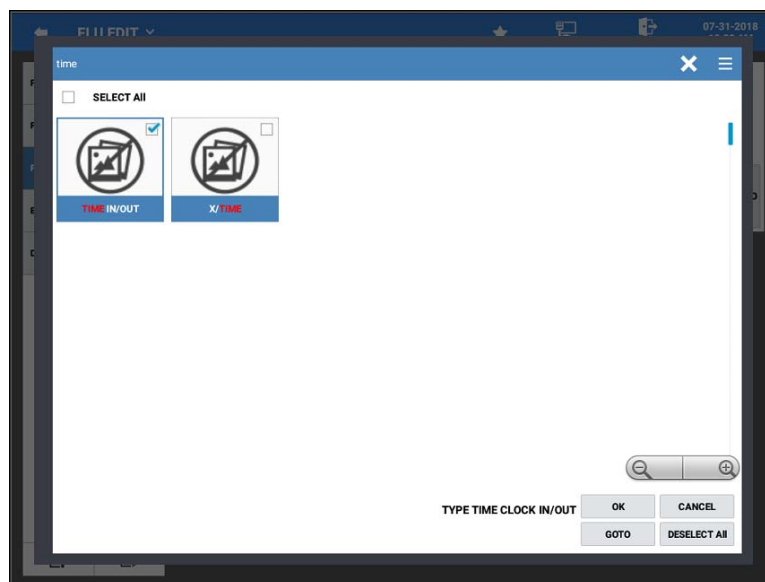 FLU EDIT
07-31-2018
time
SELECT All
TIME IN/OUT
X/TIME
TYPE TIME CLOCK IN/OUT
OK
CANCEL
GOTO
DESELECT All